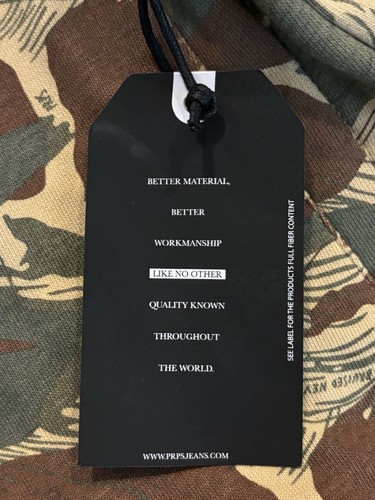 BETTER MATERIAL,
BETTER
WORKMANSHIP
LIKE NO OTHER
QUALITY KNOWN
THROUGHOUT
THE WORLD.
WWW.PRPSJEANS.COM
SEE LABEL FOR THE PRODUCTS FULL FIBER CONTENT